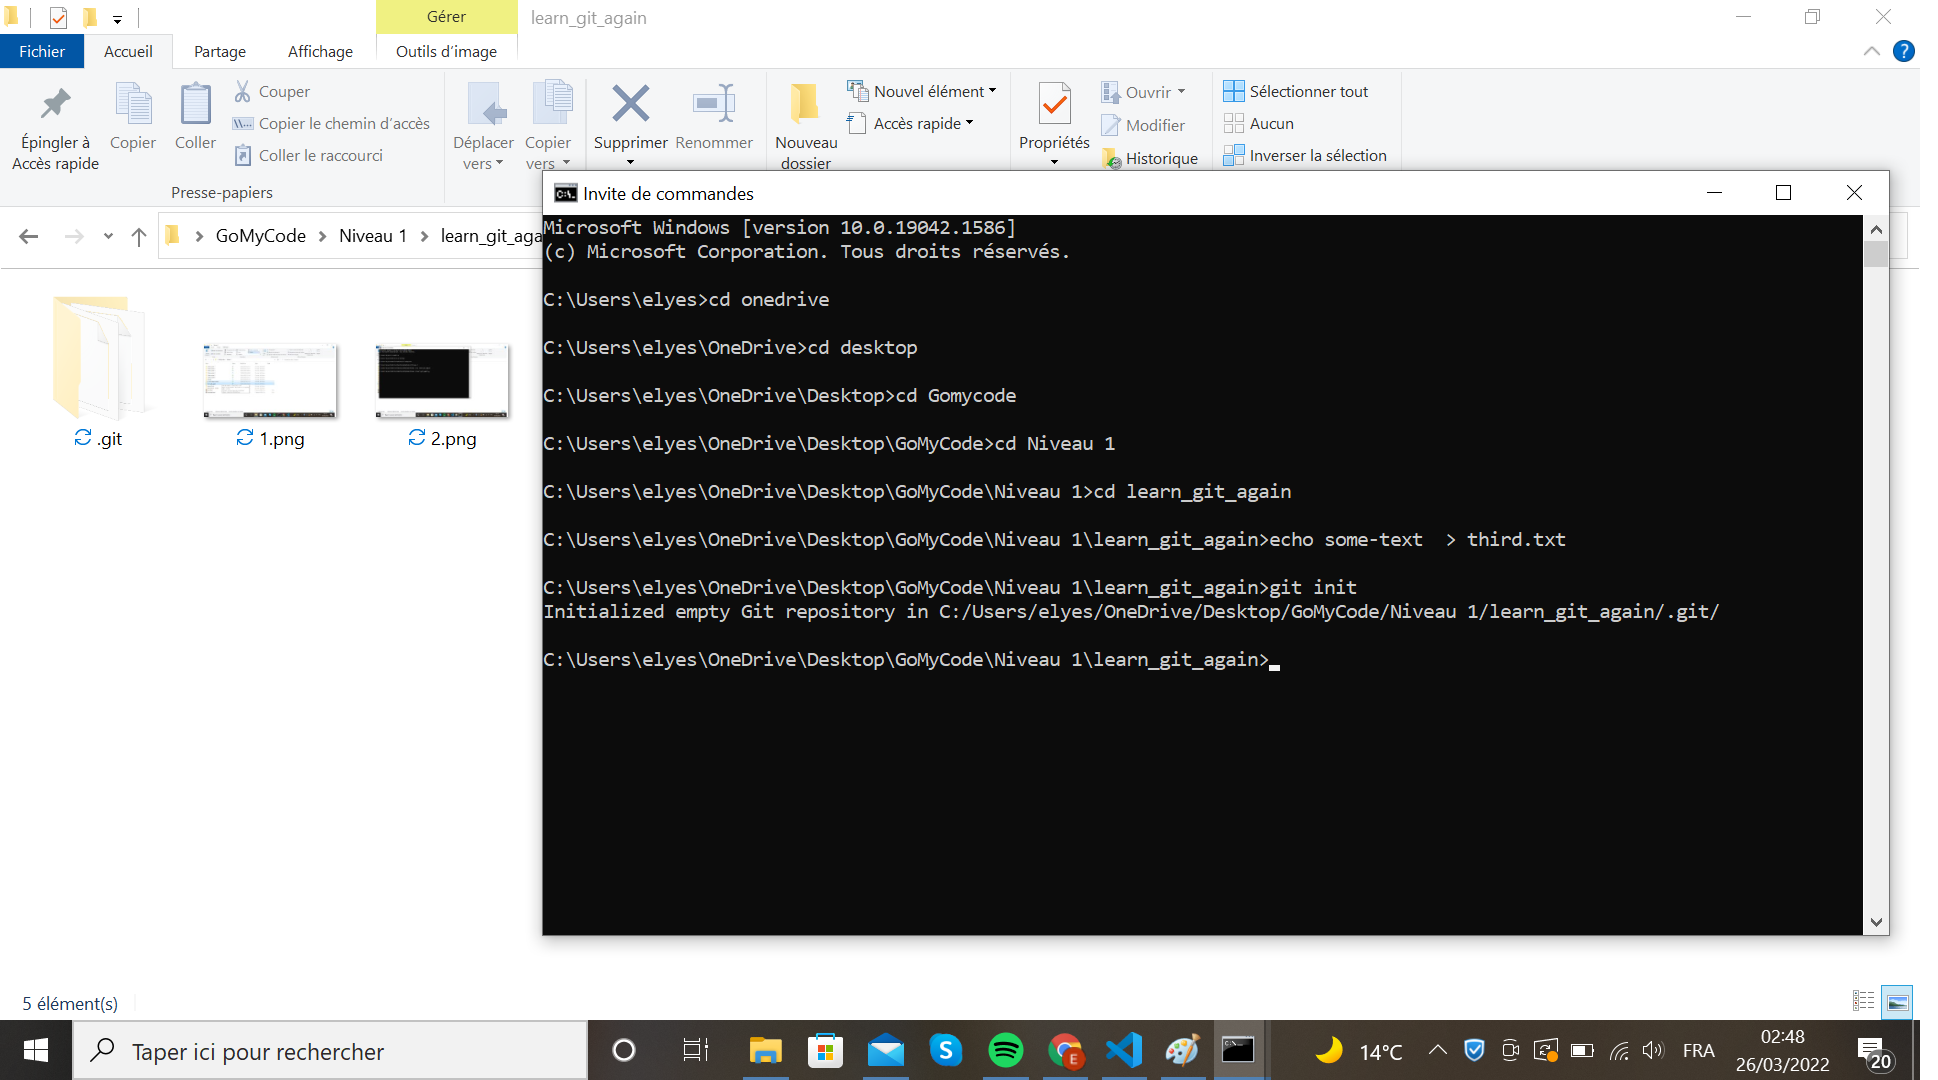 Gérer
learn_git_again
Fichier
Accueil
Partage
Affichage
Outils d’image
Épingler à
Accès rapide
Copier
Coller
Couper
Copier le chemin d’accès
Coller le raccourci
Presse-papiers
Déplacer
vers
Copier
vers
Supprimer
Renommer
Nouveau
dossier
Nouvel élément
Accès rapide
Propriétés
Ouvrir
Modifier
Historique
Sélectionner tout
Aucun
Inverser la sélection
GoMyCode
Niveau 1
learn_git_aga
.git
1.png
2.png
Invite de commandes
Microsoft Windows [version 10.0.19042.1586]
(c) Microsoft Corporation. Tous droits réservés.
C:\Users\elyes>cd onedrive
C:\Users\elyes\OneDrive>cd desktop
C:\Users\elyes\OneDrive\Desktop>cd Gomycode
C:\Users\elyes\OneDrive\Desktop\GoMyCode>cd Niveau 1
C:\Users\elyes\OneDrive\Desktop\GoMyCode\Niveau 1>cd learn_git_again
C:\Users\elyes\OneDrive\Desktop\GoMyCode\Niveau 1\learn_git_again>echo some-text  > third.txt
C:\Users\elyes\OneDrive\Desktop\GoMyCode\Niveau 1\learn_git_again>git init
Initialized empty Git repository in C:/Users/elyes/OneDrive/Desktop/GoMyCode/Niveau 1/learn_git_again/.git/
C:\Users\elyes\OneDrive\Desktop\GoMyCode\Niveau 1\learn_git_again>
5 élément(s)
Taper ici pour rechercher
14°C
FRA
02:48
26/03/2022
20